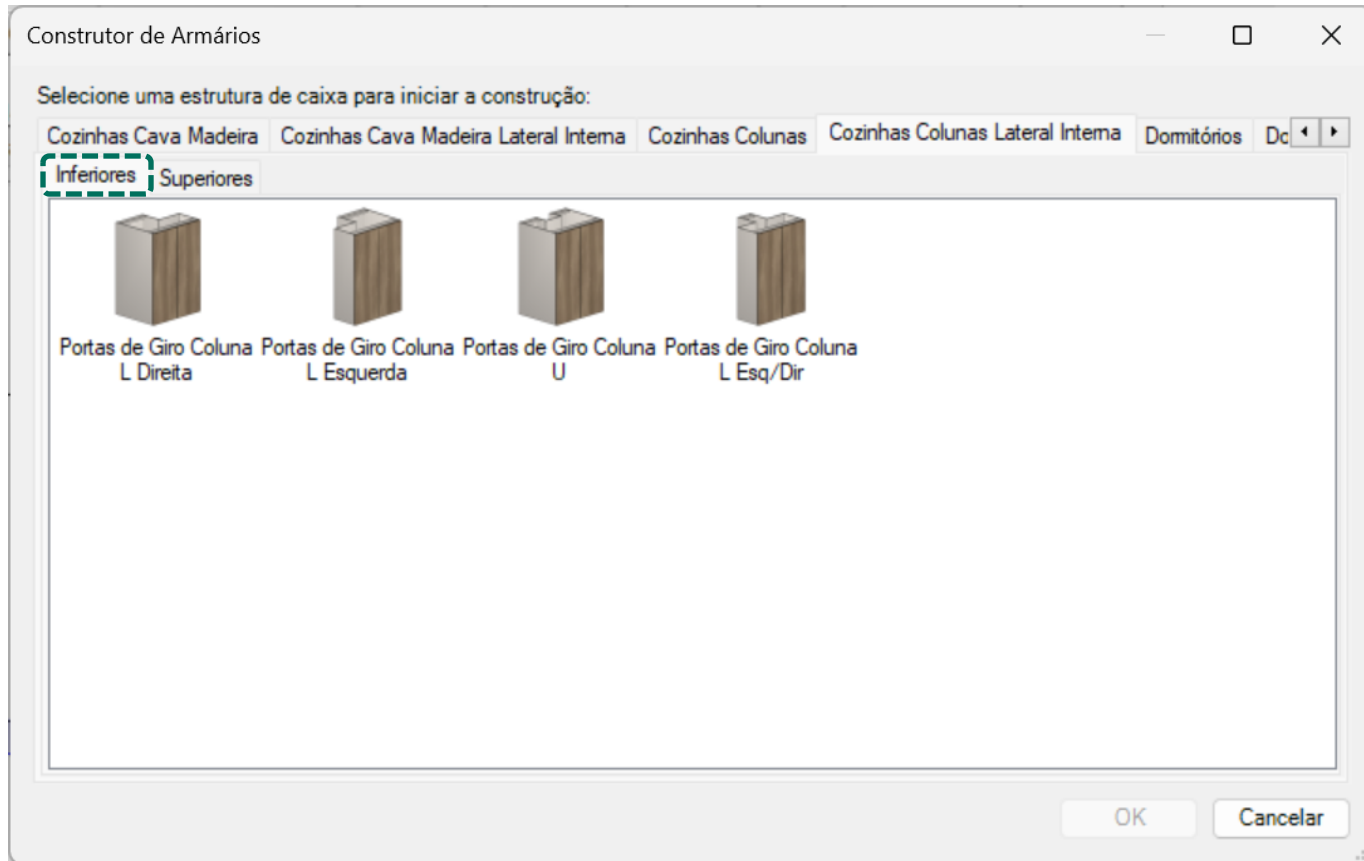 Construtor de Armários
Selecione uma estrutura de caixa para iniciar a construção:
Cozinhas Cava Madeira Cozinhas Cava Madeira Lateral Interna Cozinhas Colunas Cozinhas Colunas Lateral Interna Dormitórios
Inferiores Superiores
Portas de Giro Coluna L Direita
Portas de Giro Coluna L Esquerda
Portas de Giro Coluna U
Portas de Giro Coluna L Esq/Dir
OK Cancelar